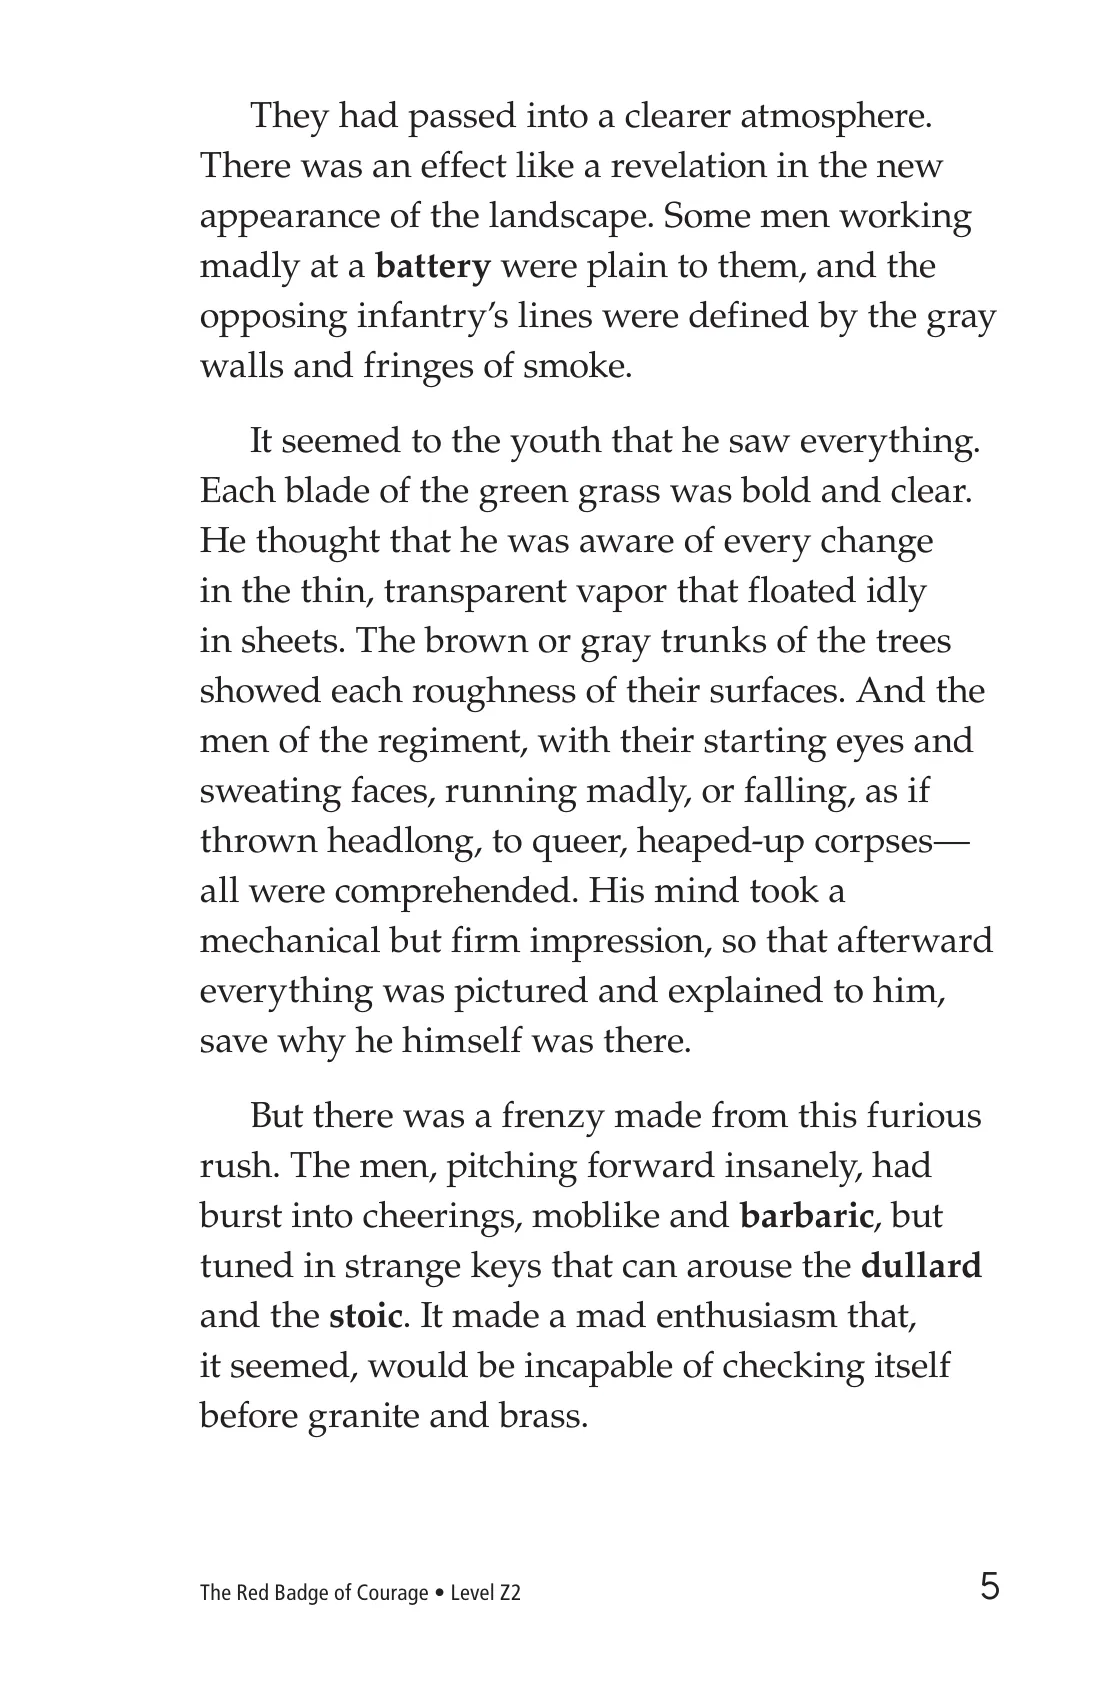 They had passed into a clearer atmosphere.
There was an effect like a revelation in the new
appearance of the landscape. Some men working
madly at a battery were plain to them, and the
opposing infantry’s lines were defined by the gray
walls and fringes of smoke.
It seemed to the youth that he saw everything.
Each blade of the green grass was bold and clear.
He thought that he was aware of every change
in the thin, transparent vapor that floated idly
in sheets. The brown or gray trunks of the trees
showed each roughness of their surfaces. And the
men of the regiment, with their starting eyes and
sweating faces, running madly, or falling, as if
thrown headlong, to queer, heaped-up corpses—
all were comprehended. His mind took a
mechanical but firm impression, so that afterward
everything was pictured and explained to him,
save why he himself was there.
But there was a frenzy made from this furious
rush. The men, pitching forward insanely, had
burst into cheerings, moblike and barbaric, but
tuned in strange keys that can arouse the dullard
and the stoic. It made a mad enthusiasm that,
it seemed, would be incapable of checking itself
before granite and brass.
The Red Badge of Courage • Level Z2 5